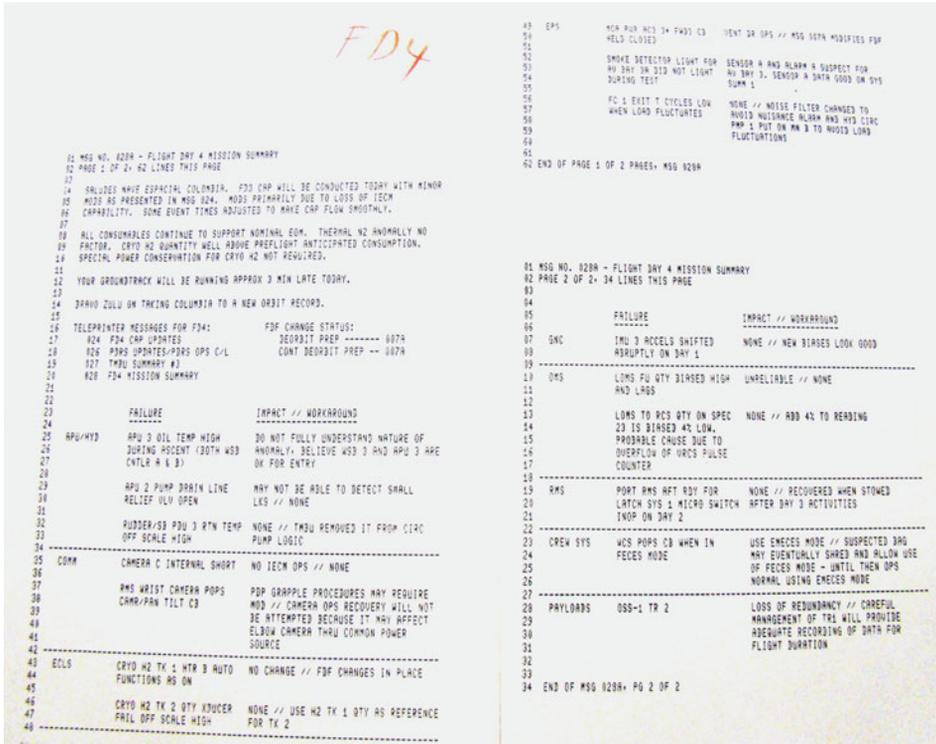 FD4
01 MSG NO. 028A - FLIGHT DAY 4 MISSION SUMMARY
02 PAGE 1 OF 2, 62 LINES THIS PAGE
03
04 SALUDES NAVE ESPACIAL COLOMBIA. FD3 CAP WILL BE CONDUCTED TODAY WITH MINOR
05 MODS AS PRESENTED IN MSG 024. MODS PRIMARILY DUE TO LOSS OF IECM
06 CAPABILITY. SOME EVENT TIMES ADJUSTED TO MAKE CAP FLOW SMOOTHLY.
07
08 ALL CONSUMABLES CONTINUE TO SUPPORT NOMINAL EOM. THERMAL N2 ANOMALLY NO
09 FACTOR. CRYO H2 QUANTITY WELL ABOVE PREFLIGHT ANTICIPATED CONSUMPTION.
10 SPECIAL POWER CONSERVATION FOR CRYO H2 NOT REQUIRED.
11
12 YOUR GROUNDTRACK WILL BE RUNNING APPROX 3 MIN LATE TODAY.
13
14 BRAVO ZULU ON TAKING COLUMBIA TO A NEW ORBIT RECORD.
15
16 TELEPRINTER MESSAGES FOR FD4: FDF CHANGE STATUS:
17 024 FD4 CAP UPDATES DEORBIT PREP ------- 007A
18 026 PDRS UPDATES/PDRS OPS C/L CONT DEORBIT PREP -- 007A
19 027 TMBU SUMMARY #3
20 028 FD4 MISSION SUMMARY
21
22
23 FAILURE IMPACT // WORKAROUND
24
25 APU/HYD APU 3 OIL TEMP HIGH DO NOT FULLY UNDERSTAND NATURE OF
26 DURING ASCENT (BOTH WSB ANOMALY. BELIEVE WSB 3 AND APU 3 ARE
27 CNTLR A & B) OK FOR ENTRY
28
29 APU 2 PUMP DRAIN LINE MAY NOT BE ABLE TO DETECT SMALL
30 RELIEF VLV OPEN LKS // NONE
31
32 RUDDER/SB PDU 3 RTN TEMP NONE // TMBU REMOVED IT FROM CIRC
33 OFF SCALE HIGH PUMP LOGIC
34
35 COMM CAMERA C INTERNAL SHORT NO IECM OPS // NONE
36
37 RMS WRIST CAMERA POPS PDP GRAPPLE PROCEDURES MAY REQUIRE
38 CAMR/PAN TILT CB MOD // CAMERA OPS RECOVERY WILL NOT
39 BE ATTEMPTED BECAUSE IT MAY AFFECT
40 ELBOW CAMERA THRU COMMON POWER
41 SOURCE
42
43 ECLS CRYO H2 TK 1 HTR B AUTO NO CHANGE // FDF CHANGES IN PLACE
44 FUNCTIONS AS ON
45
46 CRYO H2 TK 2 QTY XDUCER NONE // USE H2 TK 1 QTY AS REFERENCE
47 FAIL OFF SCALE HIGH FOR TK 2
48
49 EPS MCA PWR AC3 3+ FWD3 CB VENT DR OPS // MSG 007A MODIFIES FDF
50 HELD CLOSED
51
52 SMOKE DETECTOR LIGHT FOR SENSOR A AND ALARM A SUSPECT FOR
53 AV BAY 3A DID NOT LIGHT AV BAY 3. SENSOR A DATA GOOD ON SYS
54 DURING TEST SUMM 1
55
56 FC 1 EXIT T CYCLES LOW NONE // NOISE FILTER CHANGED TO
57 WHEN LOAD FLUCTUATES AVOID NUISANCE ALARM AND HYD CIRC
58 PMP 1 PUT ON MN B TO AVOID LOAD
59 FLUCTUATIONS
60
61
62 END OF PAGE 1 OF 2 PAGES, MSG 028A
01 MSG NO. 028A - FLIGHT DAY 4 MISSION SUMMARY
02 PAGE 2 OF 2, 34 LINES THIS PAGE
03
04
05 FAILURE IMPACT // WORKAROUND
06
07 GNC IMU 3 ACCELS SHIFTED NONE // NEW BIASES LOOK GOOD
08 ABRUPTLY ON DAY 1
09
10 OMS LOMS FU QTY BIASED HIGH UNRELIABLE // NONE
11 AND LAGS
12
13 LOMS TO RCS QTY ON SPEC NONE // ADD 4% TO READING
14 23 IS BIASED 4% LOW.
15 PROBABLE CAUSE DUE TO
16 OVERFLOW OF VRCS PULSE
17 COUNTER
18
19 RMS PORT RMS AFT RDY FOR NONE // RECOVERED WHEN STOWED
20 LATCH SYS 1 MICRO SWITCH AFTER DAY 3 ACTIVITIES
21 INOP ON DAY 2
22
23 CREW SYS WCS POPS CB WHEN IN USE EMECES MODE // SUSPECTED BAG
24 FECES MODE MAY EVENTUALLY SHRED AND ALLOW USE
25 OF FECES MODE - UNTIL THEN OPS
26 NORMAL USING EMECES MODE
27
28 PAYLOADS OSS-1 TR 2 LOSS OF REDUNDANCY // CAREFUL
29 MANAGEMENT OF TR1 WILL PROVIDE
30 ADEQUATE RECORDING OF DATA FOR
31 FLIGHT DURATION
32
33
34 END OF MSG 028A, PG 2 OF 2